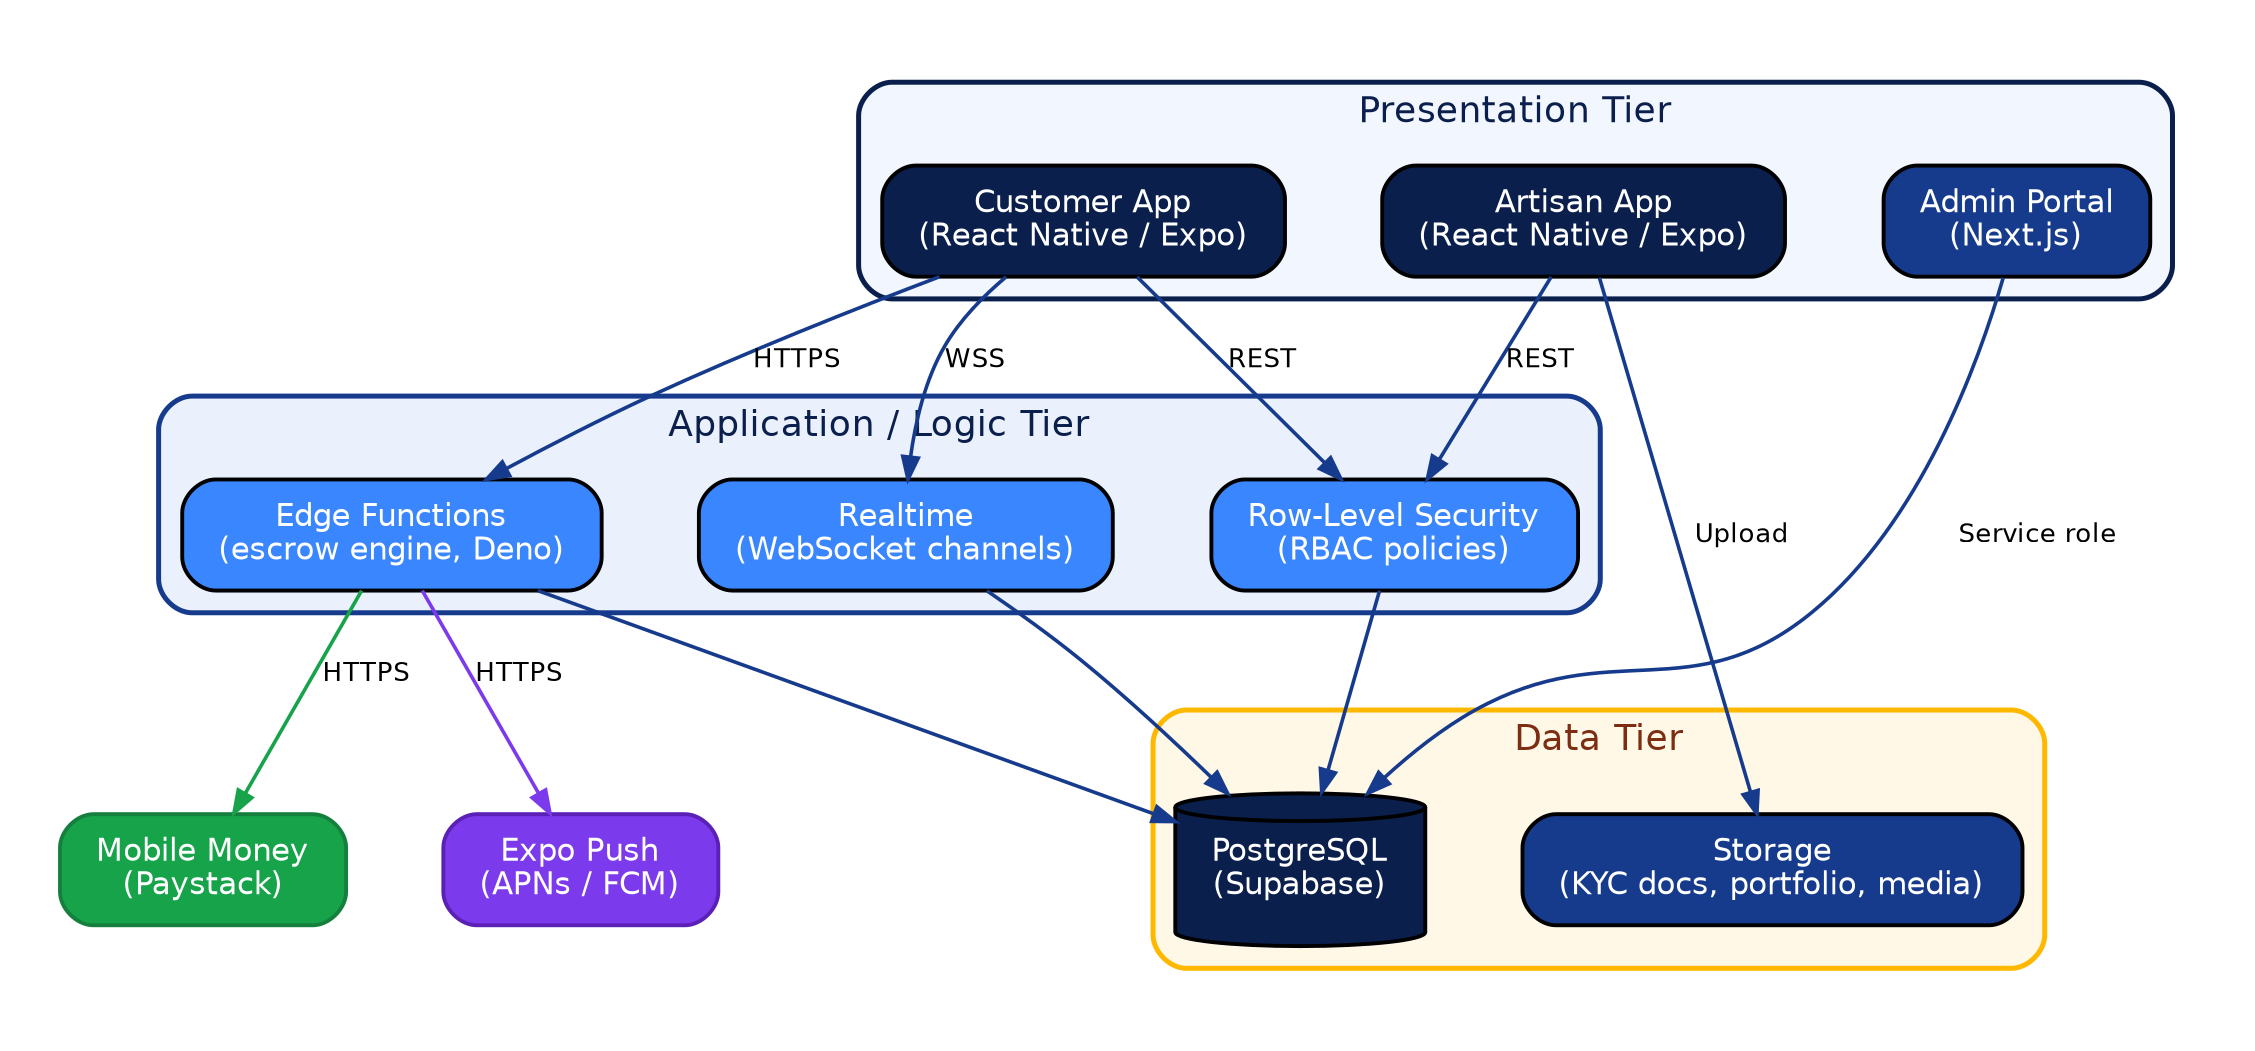 Presentation Tier
Customer App
(React Native / Expo)
Artisan App
(React Native / Expo)
Admin Portal
(Next.js)
HTTPS
WSS
REST
REST
Application / Logic Tier
Edge Functions
(escrow engine, Deno)
Realtime
(WebSocket channels)
Row-Level Security
(RBAC policies)
Upload
Service role
HTTPS
HTTPS
Data Tier
Mobile Money
(Paystack)
Expo Push
(APNs / FCM)
PostgreSQL
(Supabase)
Storage
(KYC docs, portfolio, media)